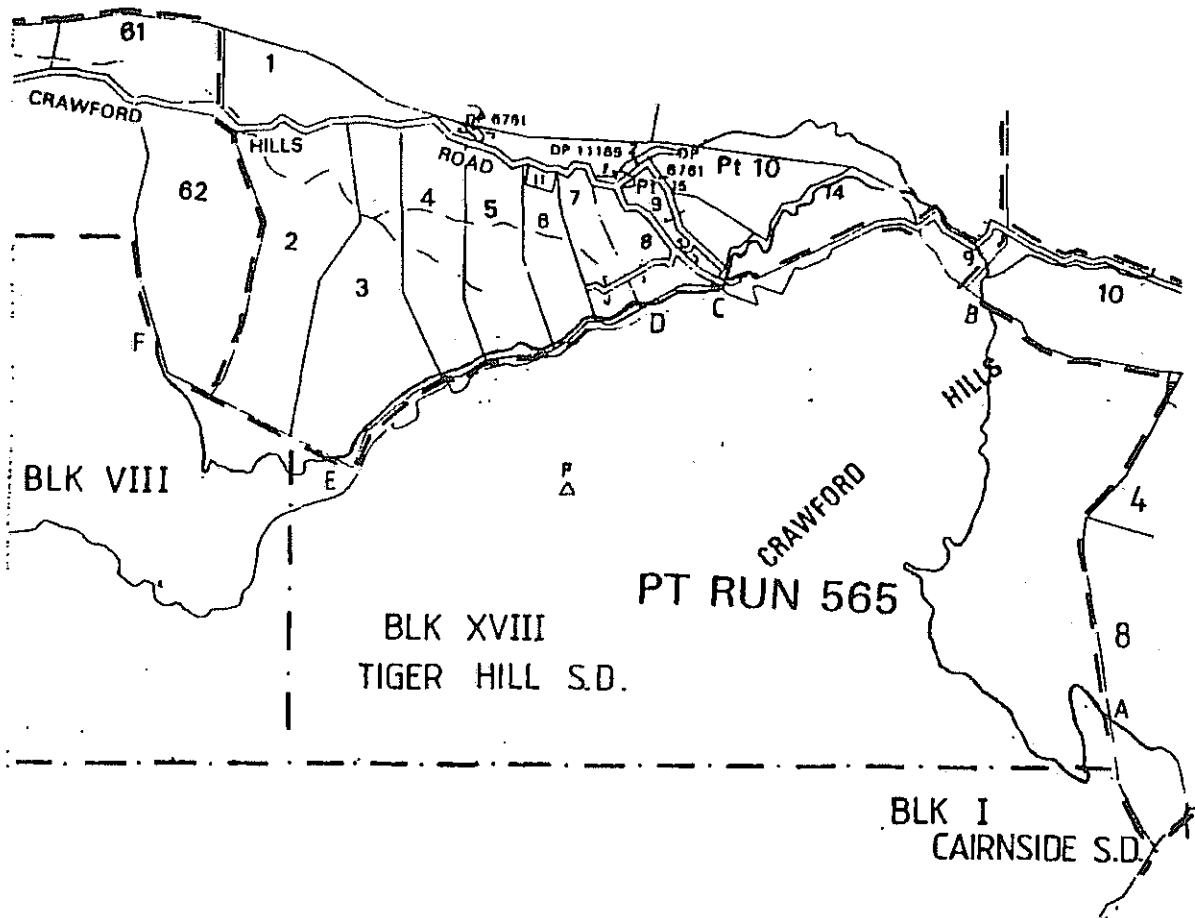 61
1
CRAWFORD
HILLS
ROAD
DP 6761
DP 11185
DP
6761
Pt 10
Pt
15
11
7
9
14
62
2
4
5
6
8
3
9
10
F
D
C
B
HILLS
BLK VIII
E
P
CRAWFORD
4
PT RUN 565
BLK XVIII
8
TIGER HILL S.D.
A
BLK I
CAIRNSIDE S.D.